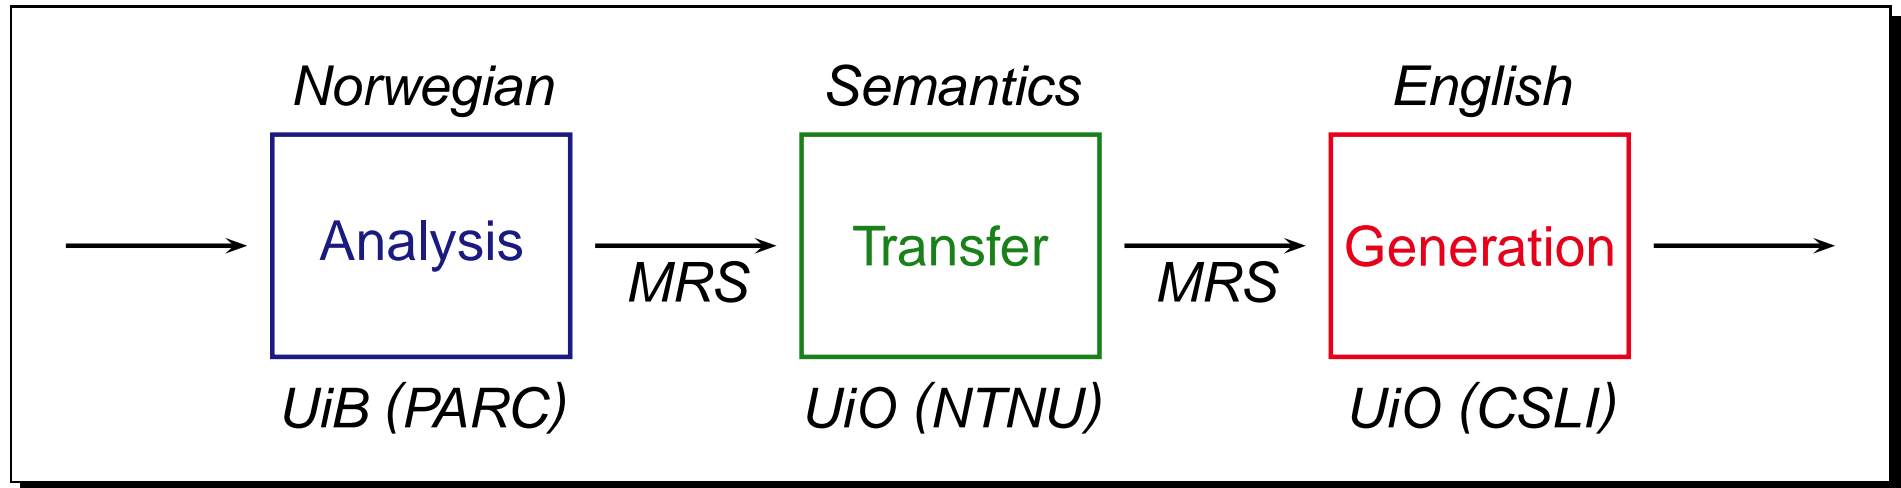 Norwegian Semantics English
Analysis Transfer Generation
MRS MRS
UiB (PARC) UiO (NTNU) UiO (CSLI)